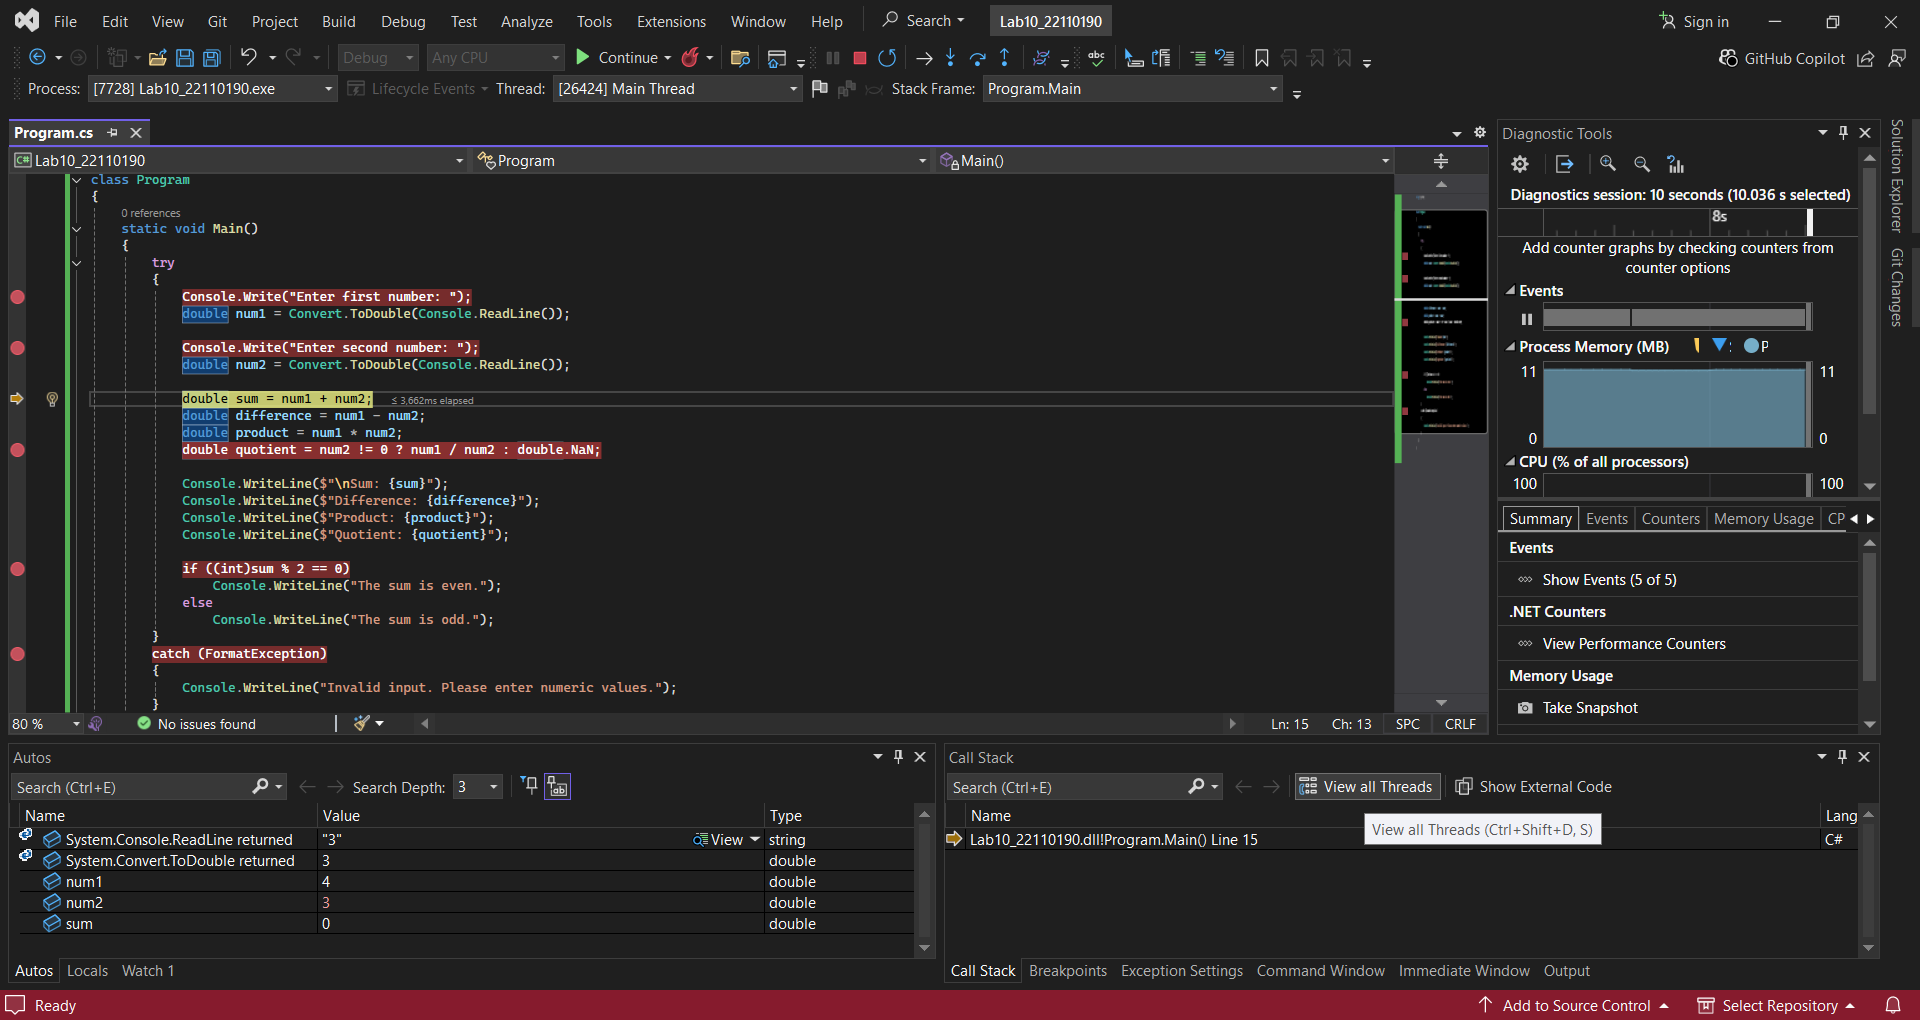 File Edit View Git Project Build Debug Test Analyze Tools Extensions Window Help Search Lab10_22110190 Sign in
Debug Any CPU Continue abc GitHub Copilot
Process: [7728] Lab10_22110190.exe Lifecycle Events Thread: [26424] Main Thread Stack Frame: Program.Main
Program.cs
C# Lab10_22110190 Program Main()
class Program
{
0 references
static void Main()
{
try
{
Console.Write("Enter first number: ");
double num1 = Convert.ToDouble(Console.ReadLine());
Console.Write("Enter second number: ");
double num2 = Convert.ToDouble(Console.ReadLine());
double sum = num1 + num2; ≤ 3,662ms elapsed
double difference = num1 - num2;
double product = num1 * num2;
double quotient = num2 != 0 ? num1 / num2 : double.NaN;
Console.WriteLine($"\nSum: {sum}");
Console.WriteLine($"Difference: {difference}");
Console.WriteLine($"Product: {product}");
Console.WriteLine($"Quotient: {quotient}");
if ((int)sum % 2 == 0)
Console.WriteLine("The sum is even.");
else
Console.WriteLine("The sum is odd.");
}
catch (FormatException)
{
Console.WriteLine("Invalid input. Please enter numeric values.");
}
80 % No issues found Ln: 15 Ch: 13 SPC CRLF
Diagnostic Tools
Diagnostics session: 10 seconds (10.036 s selected)
8s
Add counter graphs by checking counters from
counter options
Events
Process Memory (MB) P
11 11
0 0
CPU (% of all processors)
100 100
Summary Events Counters Memory Usage CP
Events
Show Events (5 of 5)
.NET Counters
View Performance Counters
Memory Usage
Take Snapshot
Solution Explorer
Git Changes
Autos
Search (Ctrl+E) Search Depth: 3
Name Value Type
System.Console.ReadLine returned "3" View string
System.Convert.ToDouble returned 3 double
num1 4 double
num2 3 double
sum 0 double
Autos Locals Watch 1
Call Stack
Search (Ctrl+E) View all Threads Show External Code
Name Lang
Lab10_22110190.dll!Program.Main() Line 15 C#
View all Threads (Ctrl+Shift+D, S)
Call Stack Breakpoints Exception Settings Command Window Immediate Window Output
Ready Add to Source Control Select Repository